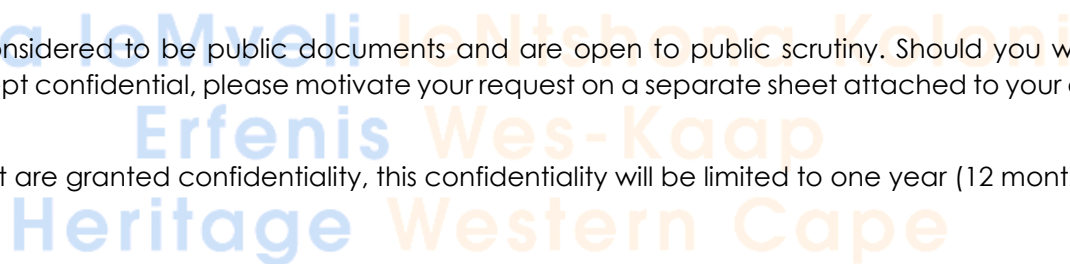 a leMveli leNtshona Koloni
onsidered to be public documents and are open to public scrutiny. Should you w
pt confidential, please motivate your request on a separate sheet attached to your
Erfenis Wes-Kaap
t are granted confidentiality, this confidentiality will be limited to one year (12 mont
Heritage Western Cape